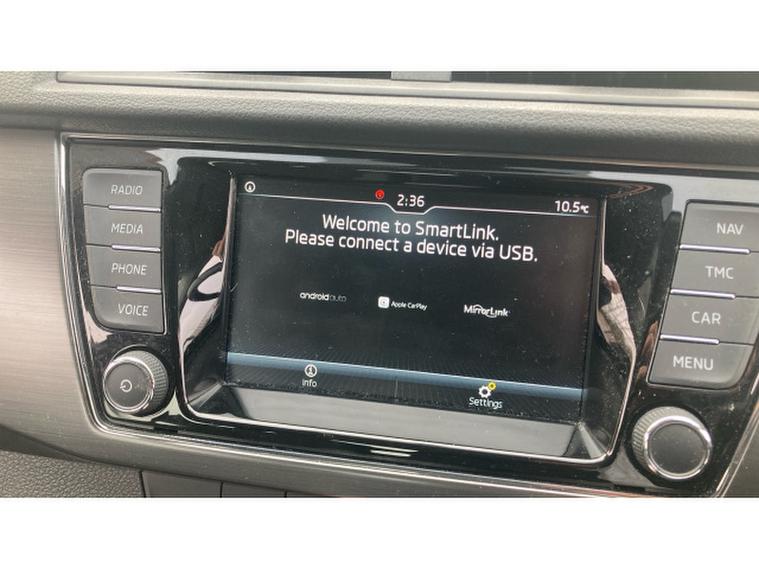 RADIO
MEDIA
PHONE
VOICE
2:36
10.5°C
Welcome to SmartLink.
Please connect a device via USB.
androidauto
Apple CarPlay
MirrorLink
Info
Settings
NAV
TMC
CAR
MENU